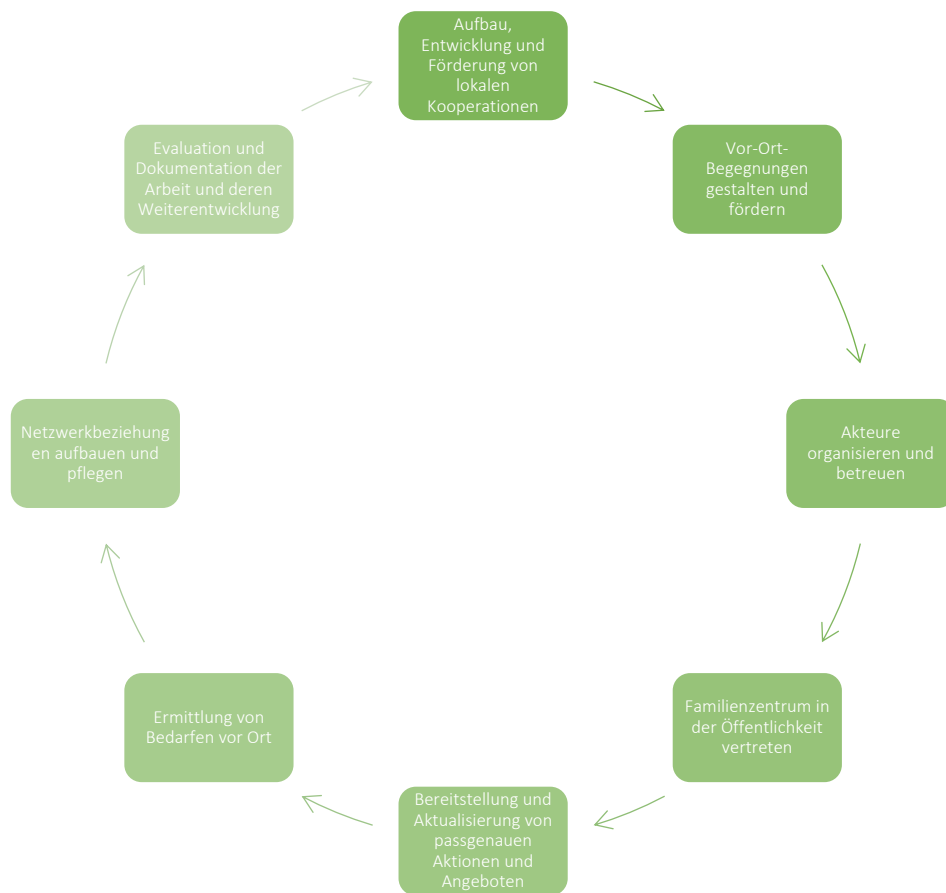 Aufbau,
Entwicklung und
Förderung von
lokalen
Kooperationen
Vor-Ort-
Begegnungen
gestalten und
fördern
Akteure
organisieren und
betreuen
Familienzentrum in
der Öffentlichkeit
vertreten
Bereitstellung und
Aktualisierung von
passgenauen
Aktionen und
Angeboten
Ermittlung von
Bedarfen vor Ort
Netzwerkbeziehung
en aufbauen und
pflegen
Evaluation und
Dokumentation der
Arbeit und deren
Weiterentwicklung